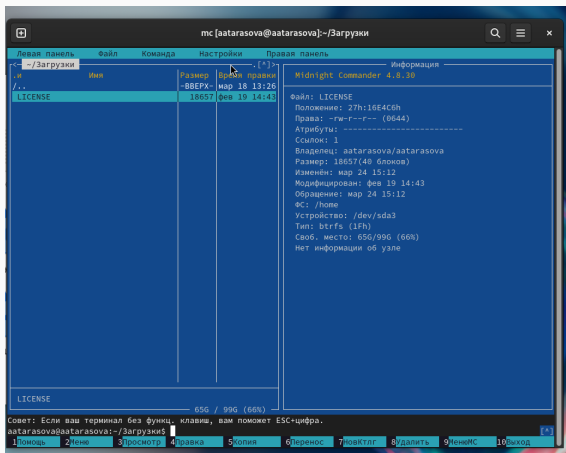 mc [aatarasova@aatarasova]:~/Загрузки
Левая панель Файл Команда Настройки Правая панель
<— ~/Загрузки .[^]>
.и Имя Размер Время правки
/.. -ВВЕРХ- мар 18 13:26
LICENSE 18657 фев 19 14:43
LICENSE
65G / 99G (66%)
Информация
Midnight Commander 4.8.30
Файл: LICENSE
Положение: 27h:16E4C6h
Права: -rw-r--r-- (0644)
Атрибуты: ------------------------
Ссылок: 1
Владелец: aatarasova/aatarasova
Размер: 18657(40 блоков)
Изменён: мар 24 15:12
Модифицирован: фев 19 14:43
Обращение: мар 24 15:12
ФС: /home
Устройство: /dev/sda3
Тип: btrfs (1Fh)
Своб. место: 65G/99G (66%)
Нет информации об узле
Совет: Если ваш терминал без функц. клавиш, вам поможет ESC+цифра.
aatarasova@aatarasova:~/Загрузки$ [^]
1Помощь 2Меню 3Просмотр 4Правка 5Копия 6Перенос 7НовКтлг 8Удалить 9МенюMC 10Выход